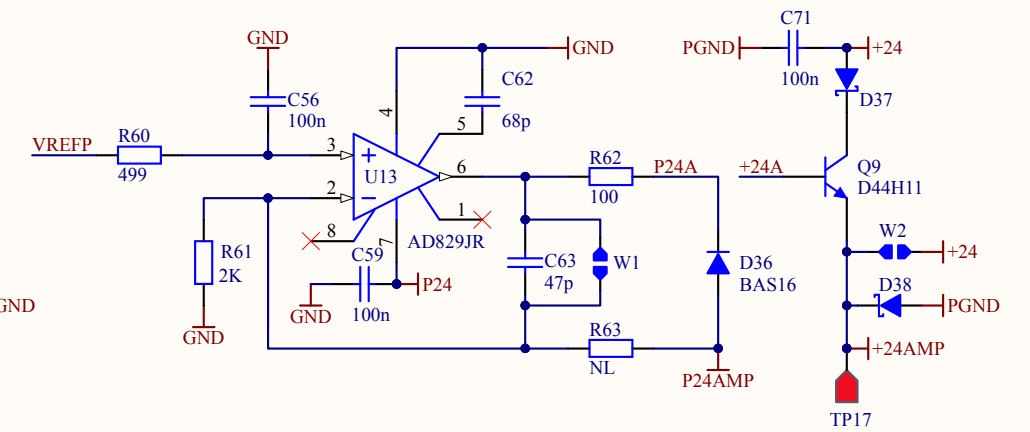 GND
C56
100n
VREFP
R60
499
3
2
U13
4
5
6
1
8
7
AD829JR
C62
68p
GND
R61
2K
GND
GND
C59
100n
GND
P24
R62
100
P24A
C63
47p
W1
D36
BAS16
R63
NL
P24AMP
C71
100n
PGND
+24
D37
+24A
Q9
D44H11
W2
+24
D38
PGND
+24AMP
TP17